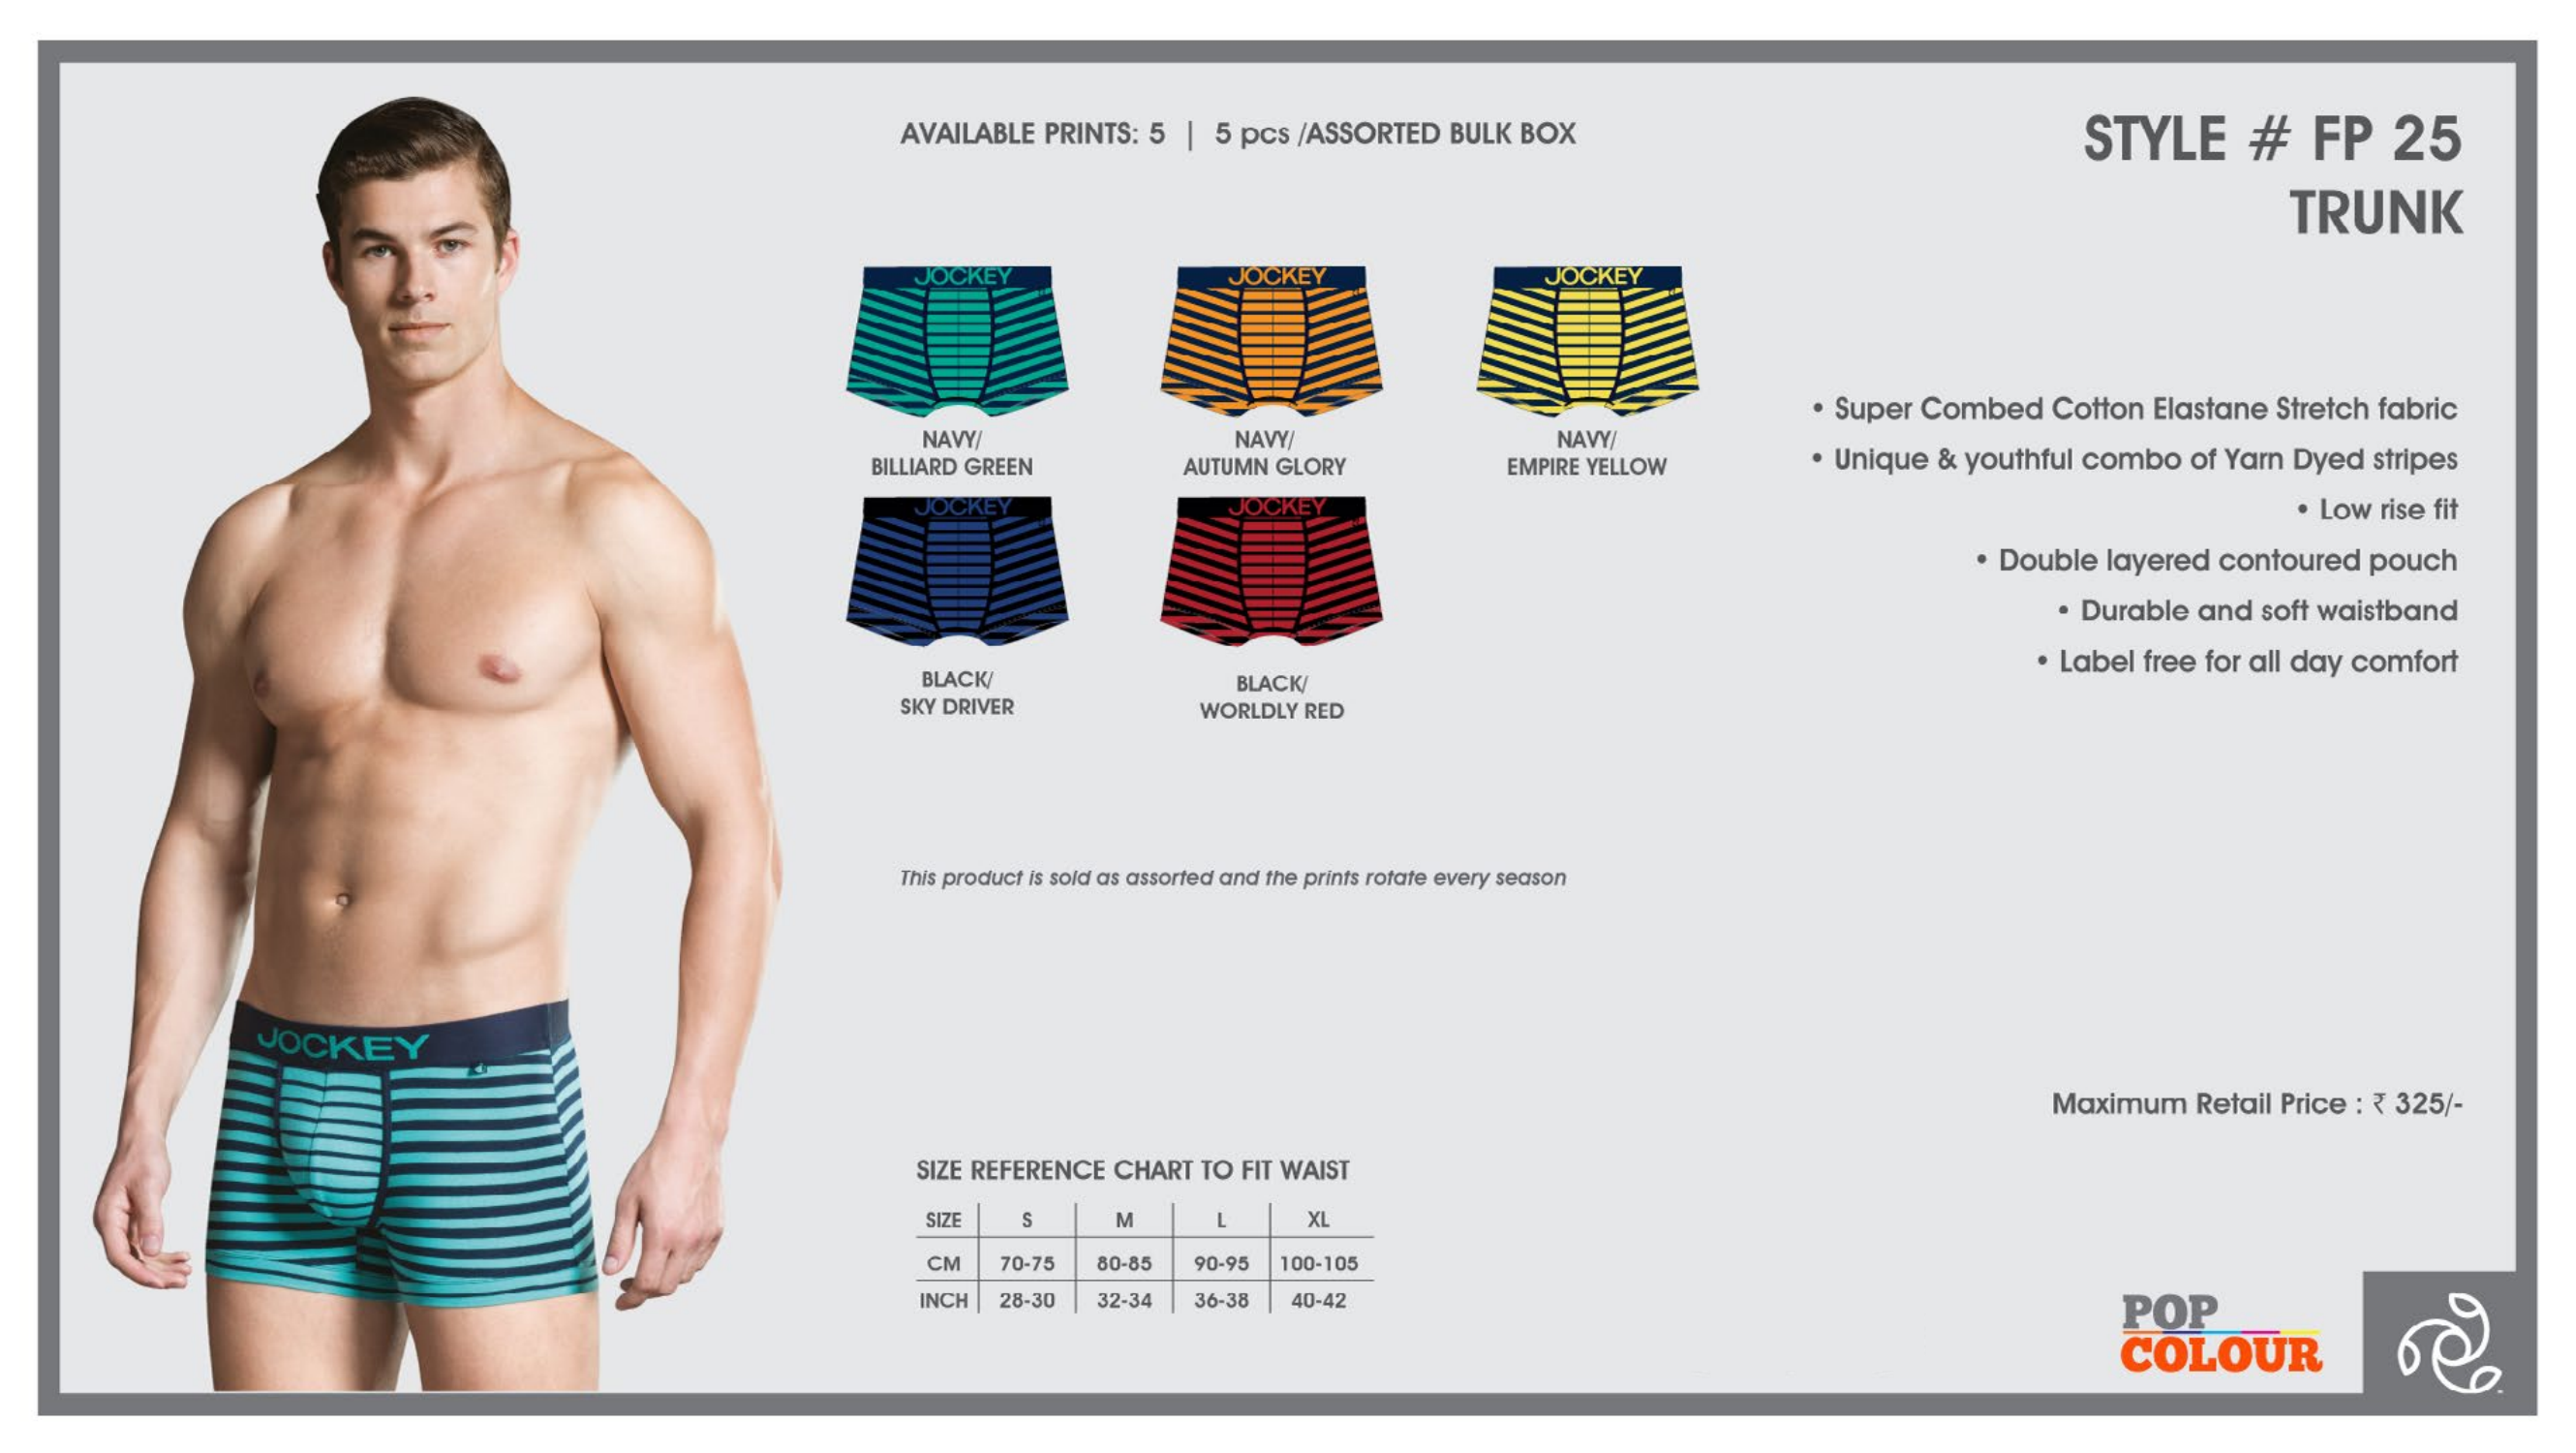 AVAILABLE PRINTS: 5 | 5 pcs /ASSORTED BULK BOX
STYLE # FP 25
TRUNK
JOCKEY
JOCKEY
JOCKEY
NAVY/
BILLIARD GREEN
NAVY/
AUTUMN GLORY
NAVY/
EMPIRE YELLOW
JOCKEY
JOCKEY
BLACK/
SKY DRIVER
BLACK/
WORLDLY RED
• Super Combed Cotton Elastane Stretch fabric
• Unique & youthful combo of Yarn Dyed stripes
• Low rise fit
• Double layered contoured pouch
• Durable and soft waistband
• Label free for all day comfort
This product is sold as assorted and the prints rotate every season
JOCKEY
Maximum Retail Price : ₹ 325/-
SIZE REFERENCE CHART TO FIT WAIST
SIZE S M L XL
CM 70-75 80-85 90-95 100-105
INCH 28-30 32-34 36-38 40-42
POP
COLOUR